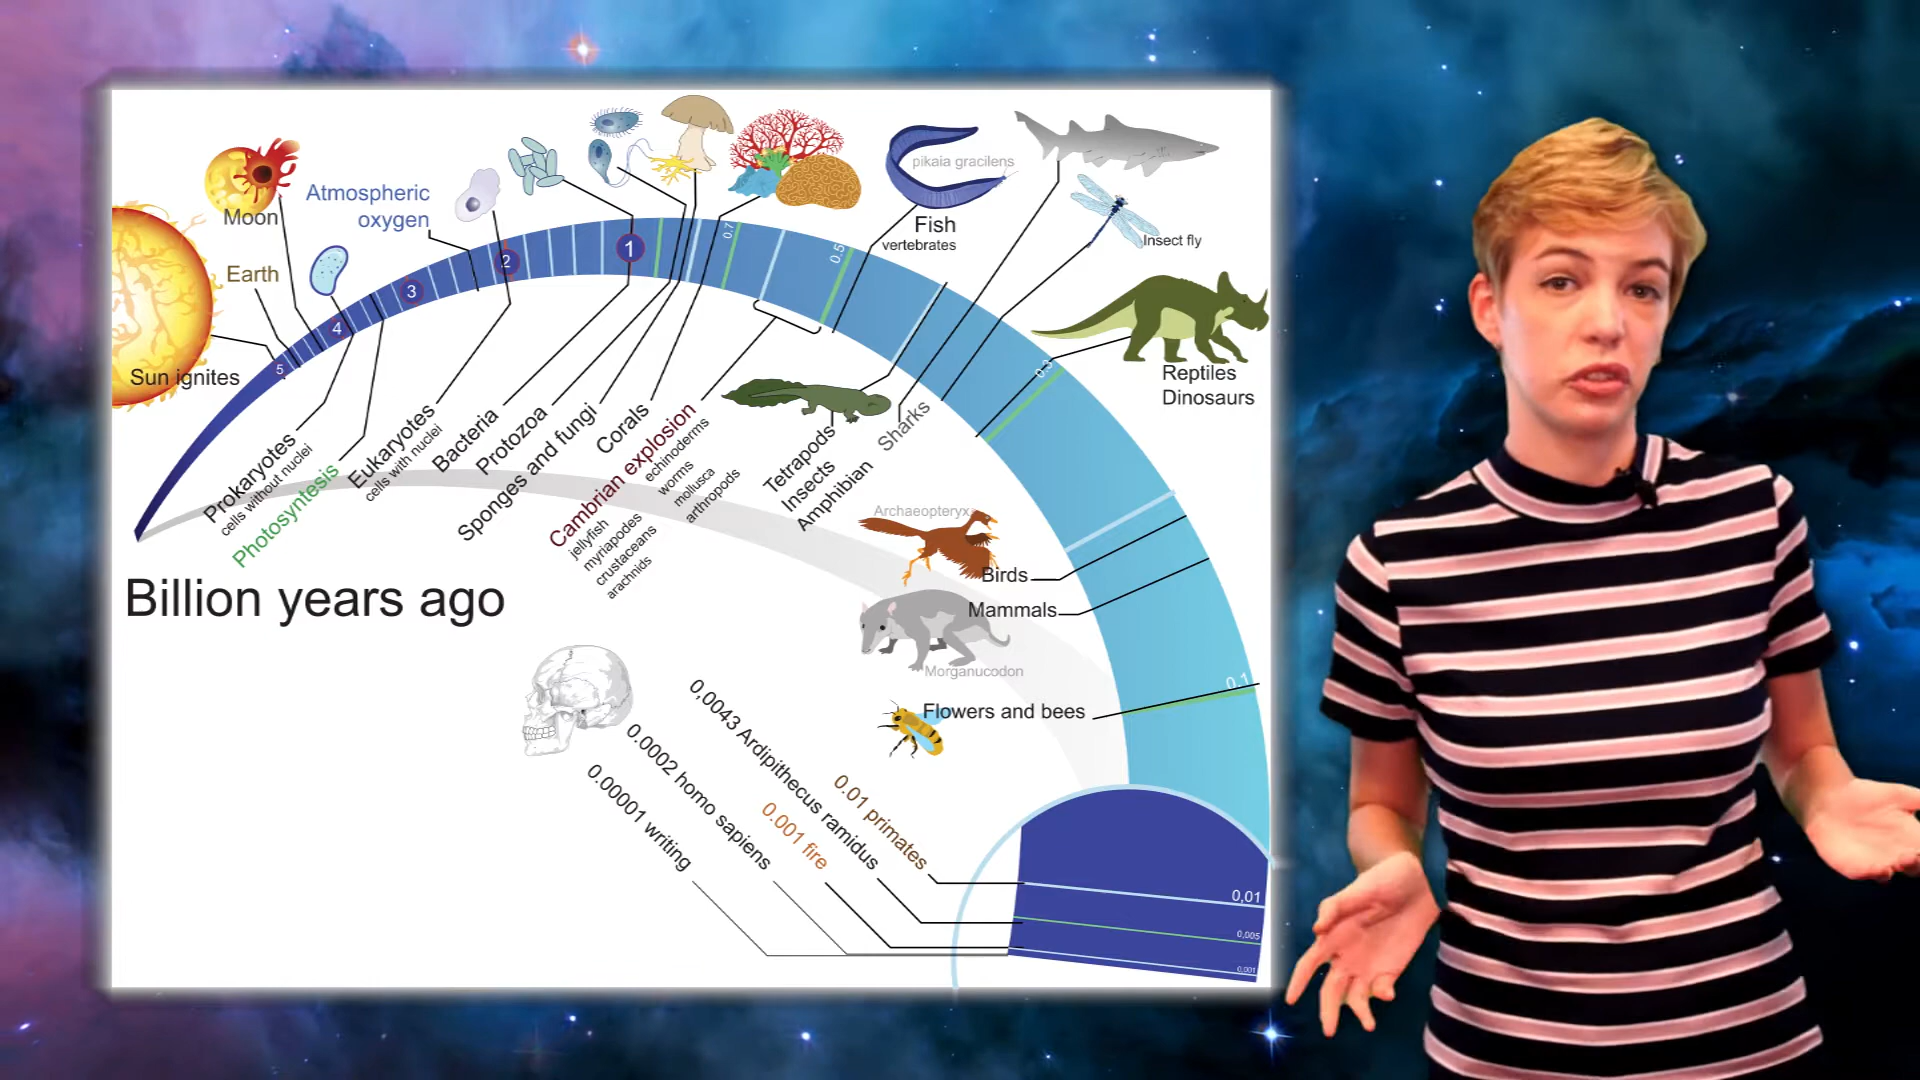 Moon
Atmospheric
oxygen
Earth
Sun ignites
pikaia gracilens
Fish
vertebrates
Insect fly
Reptiles
Dinosaurs
5
4
3
2
1
0.7
0.5
0.3
0.1
Prokaryotes
cells without nuclei
Photosyntesis
Eukaryotes
cells with nuclei
Bacteria
Protozoa
Sponges and fungi
Corals
Cambrian explosion
jellyfish
myriapodes
crustaceans
arachnids
echinoderms
worms
mollusca
arthropods
Tetrapods
Insects
Amphibian
Sharks
Archaeopteryx
Birds
Mammals
Morganucodon
Flowers and bees
Billion years ago
0.01 primates
0,0043 Ardipithecus ramidus
0.001 fire
0.0002 homo sapiens
0.00001 writing
0,01
0,005
0,001